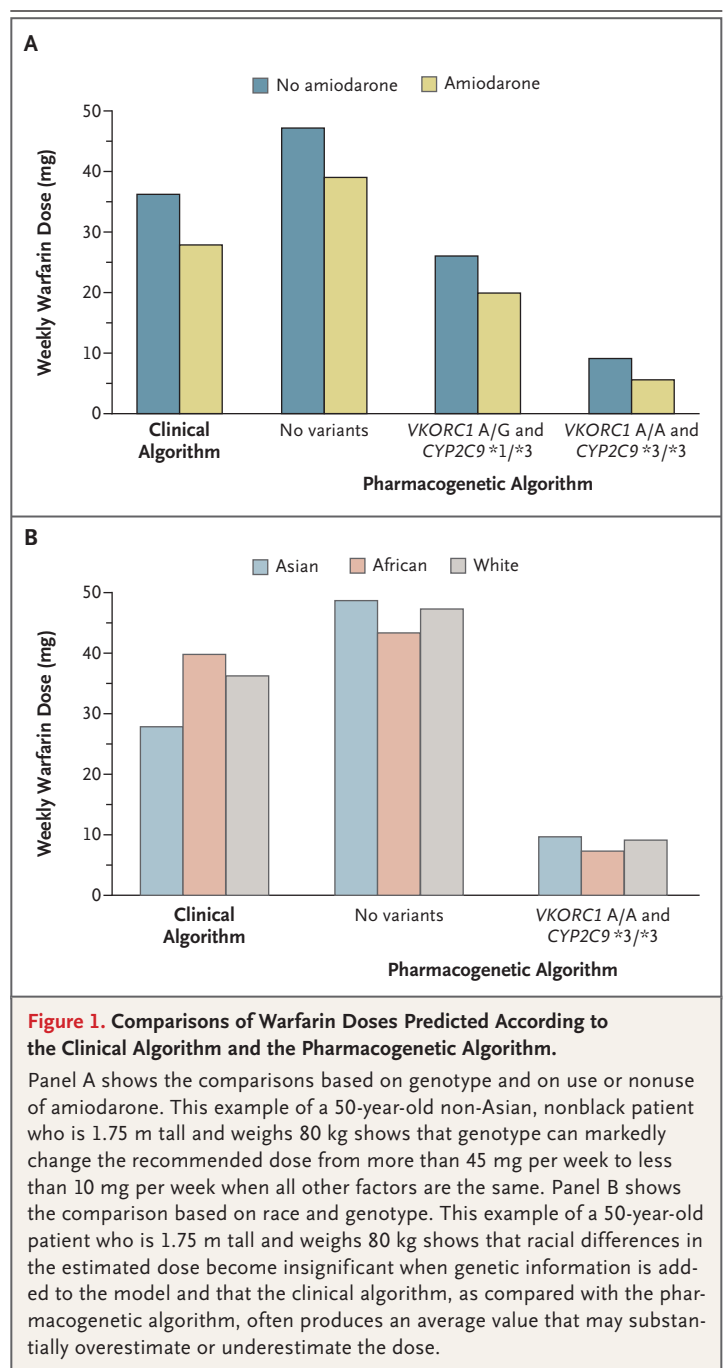 A
No amiodarone Amiodarone
Weekly Warfarin Dose (mg)
50
40
30
20
10
0
Clinical
Algorithm
No variants
VKORC1 A/G and
CYP2C9 *1/*3
VKORC1 A/A and
CYP2C9 *3/*3
Pharmacogenetic Algorithm
B
Asian African White
Weekly Warfarin Dose (mg)
50
40
30
20
10
0
Clinical
Algorithm
No variants
VKORC1 A/A and
CYP2C9 *3/*3
Pharmacogenetic Algorithm
Figure 1. Comparisons of Warfarin Doses Predicted According to
the Clinical Algorithm and the Pharmacogenetic Algorithm.
Panel A shows the comparisons based on genotype and on use or nonuse
of amiodarone. This example of a 50-year-old non-Asian, nonblack patient
who is 1.75 m tall and weighs 80 kg shows that genotype can markedly
change the recommended dose from more than 45 mg per week to less
than 10 mg per week when all other factors are the same. Panel B shows
the comparison based on race and genotype. This example of a 50-year-old
patient who is 1.75 m tall and weighs 80 kg shows that racial differences in
the estimated dose become insignificant when genetic information is add-
ed to the model and that the clinical algorithm, as compared with the phar-
macogenetic algorithm, often produces an average value that may substan-
tially overestimate or underestimate the dose.